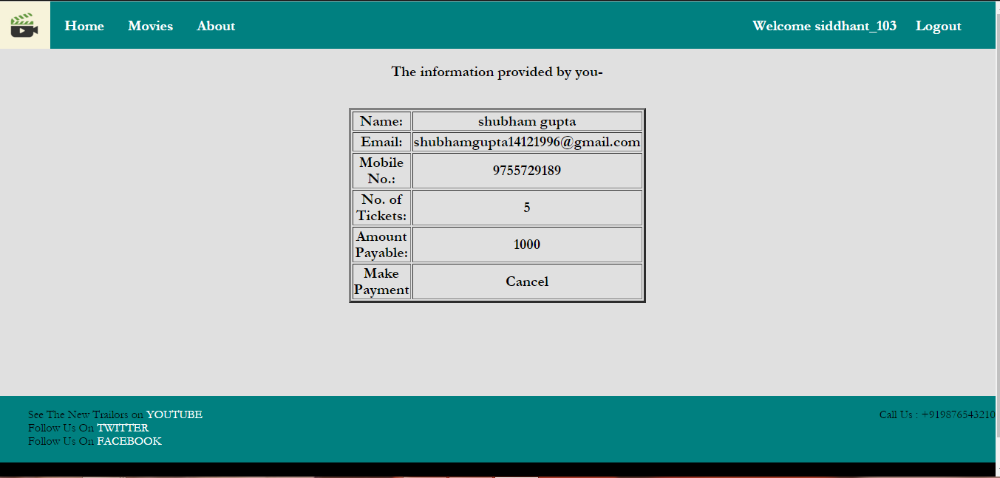 Home Movies About Welcome siddhant_103 Logout
The information provided by you-
Name: shubham gupta
Email: shubhamgupta14121996@gmail.com
Mobile
No.: 9755729189
No. of
Tickets: 5
Amount
Payable: 1000
Make
Payment Cancel
See The New Trailors on YOUTUBE Call Us : +919876543210
Follow Us On TWITTER
Follow Us On FACEBOOK